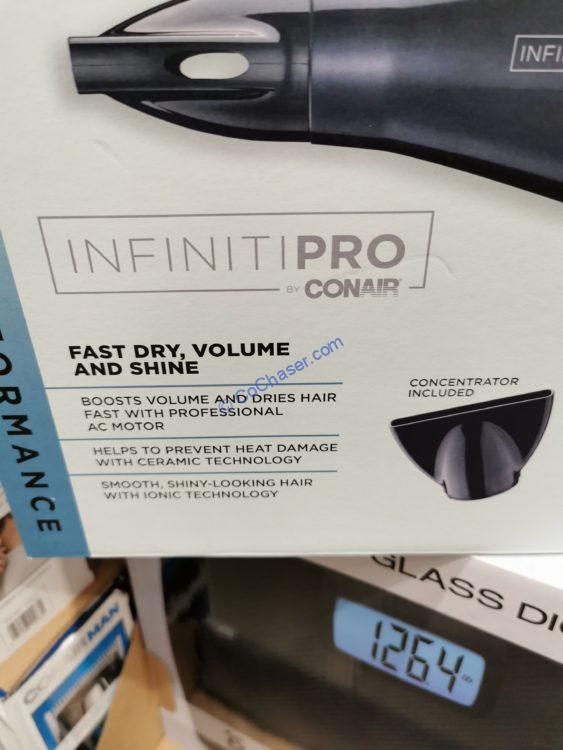 INFINITIPRO
BY CONAIR
FAST DRY, VOLUME
AND SHINE
BOOSTS VOLUME AND DRIES HAIR
FAST WITH PROFESSIONAL
AC MOTOR
HELPS TO PREVENT HEAT DAMAGE
WITH CERAMIC TECHNOLOGY
SMOOTH, SHINY-LOOKING HAIR
WITH IONIC TECHNOLOGY
CONCENTRATOR
INCLUDED
CoChaser.com
ORMANCE
GLASS
126.4
LB
CONAIRMAN